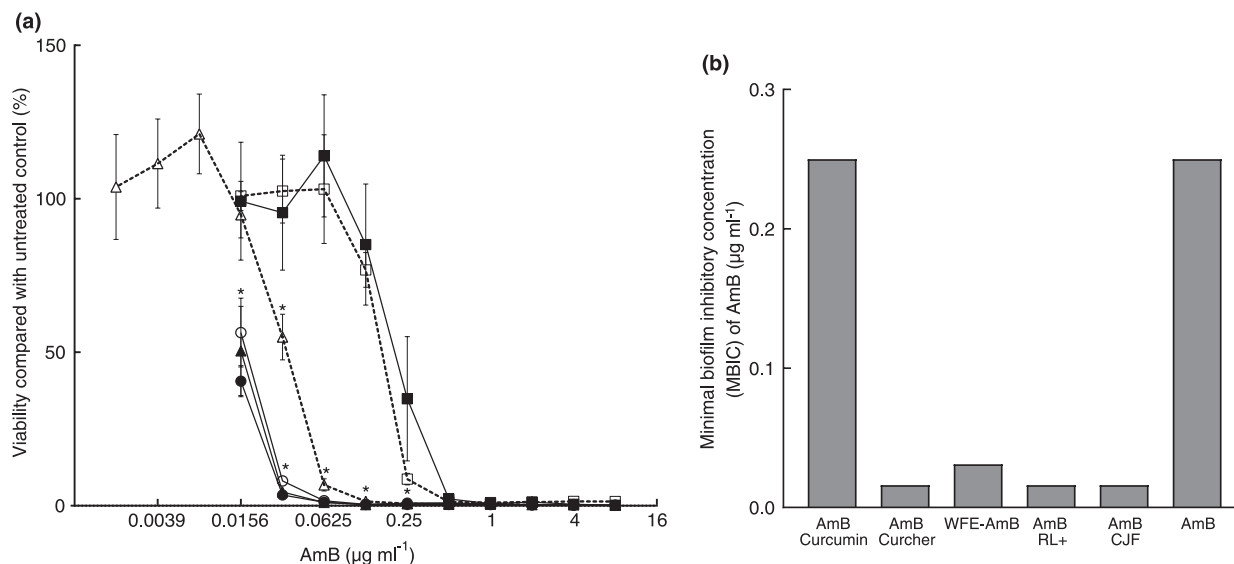 (a)
150
100
50
0
Viability compared with untreated control (%)
*
*
*
*
*
*
0.0039
0.0156
0.0625
0.25
1
4
16
AmB (µg ml⁻¹)
(b)
0.3
0.2
0.1
0.0
Minimal biofilm inhibitory concentration
(MBIC) of AmB (µg ml⁻¹)
AmB
Curcumin
AmB
Curcher
WFE-AmB
AmB
RL+
AmB
CJF
AmB